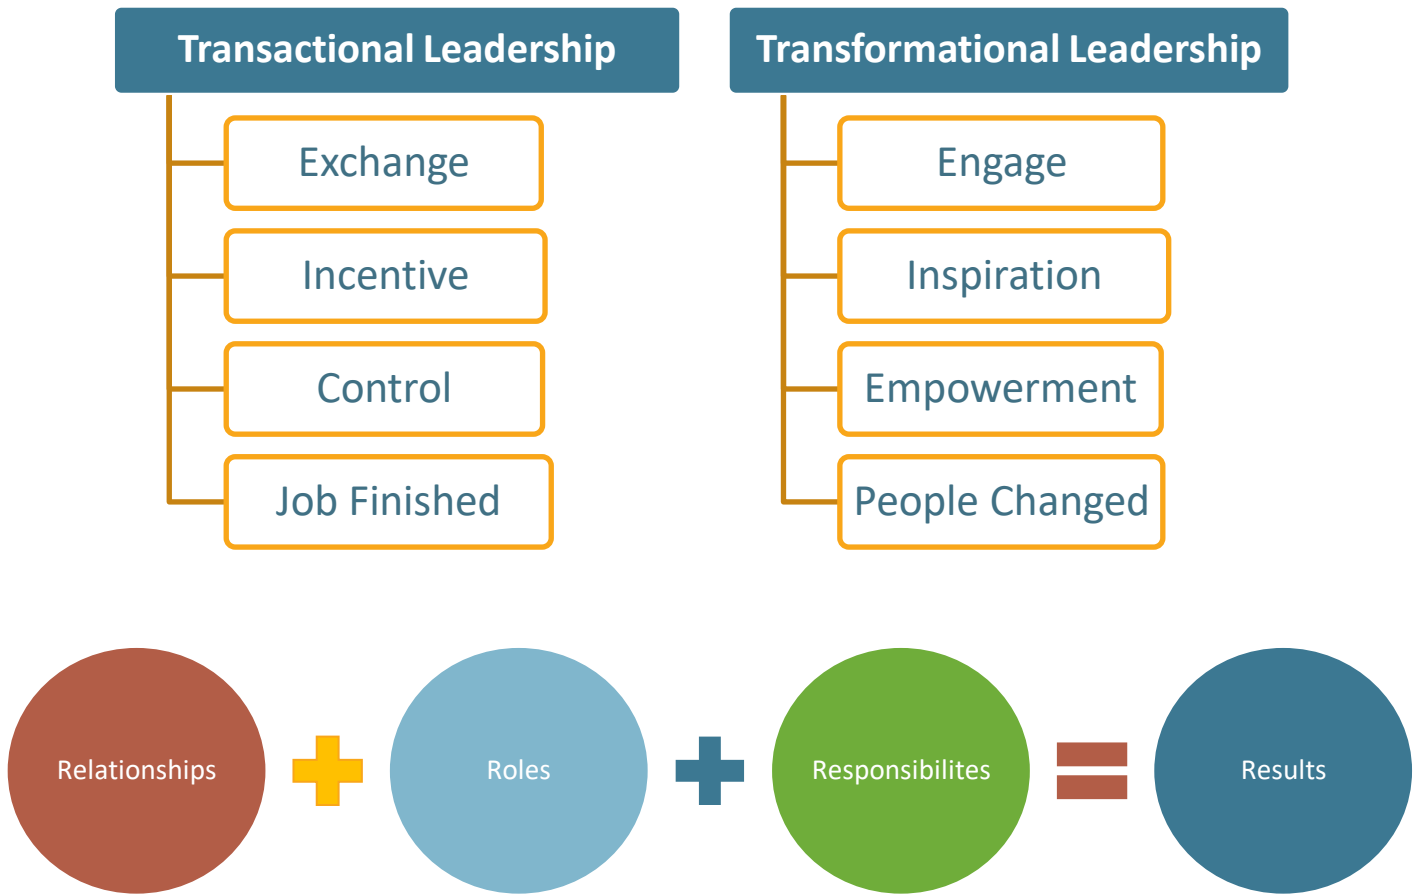 Transactional Leadership
Exchange
Incentive
Control
Job Finished
Transformational Leadership
Engage
Inspiration
Empowerment
People Changed
Relationships
Roles
Responsibilites
Results